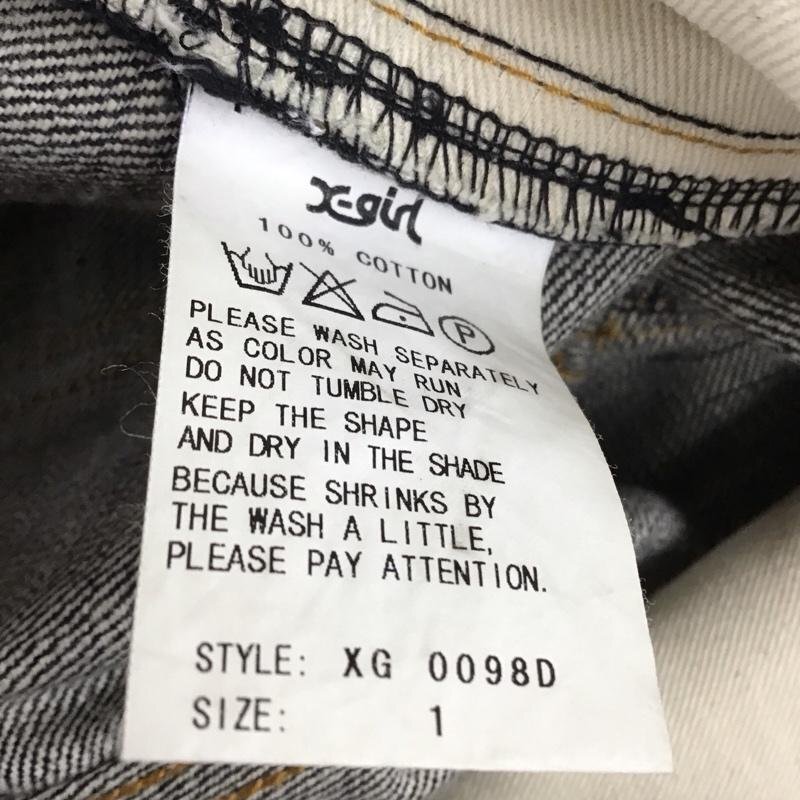 X-girl
100% COTTON
P
PLEASE WASH SEPARATELY
AS COLOR MAY RUN
DO NOT TUMBLE DRY
KEEP THE SHAPE
AND DRY IN THE SHADE
BECAUSE SHRINKS BY
THE WASH A LITTLE,
PLEASE PAY ATTENTION.
STYLE: XG 0098D
SIZE: 1